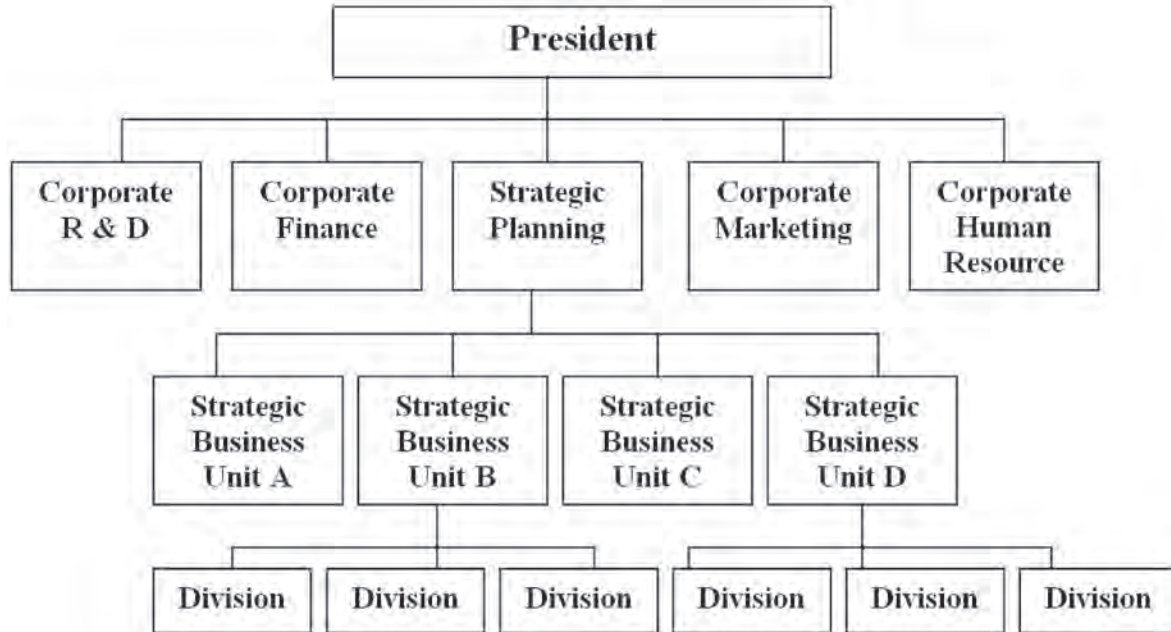 President
Corporate
R & D
Corporate
Finance
Strategic
Planning
Corporate
Marketing
Corporate
Human
Resource
Strategic
Business
Unit A
Strategic
Business
Unit B
Strategic
Business
Unit C
Strategic
Business
Unit D
Division
Division
Division
Division
Division
Division